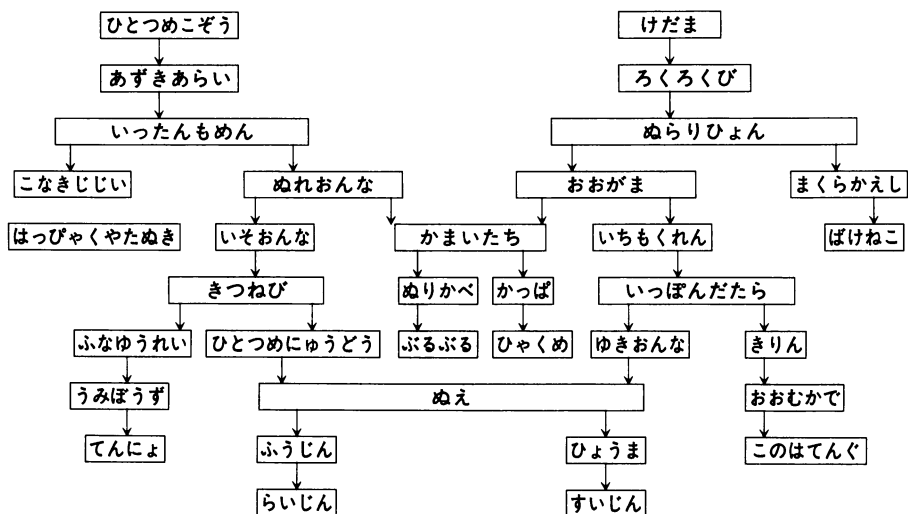 ひとつめこぞう
けだま
あずきあらい
ろくろくび
いったんもめん
ぬらりひょん
こなきじじい
ぬれおんな
おおがま
まくらかえし
はっぴゃくやたぬき
いそおんな
かまいたち
いちもくれん
ばけねこ
きつねび
ぬりかべ
かっぱ
いっぽんだたら
ふなゆうれい
ひとつめにゅうどう
ぶるぶる
ひゃくめ
ゆきおんな
きりん
うみぼうず
ぬえ
おおむかで
てんにょ
ふうじん
ひょうま
このはてんぐ
らいじん
すいじん